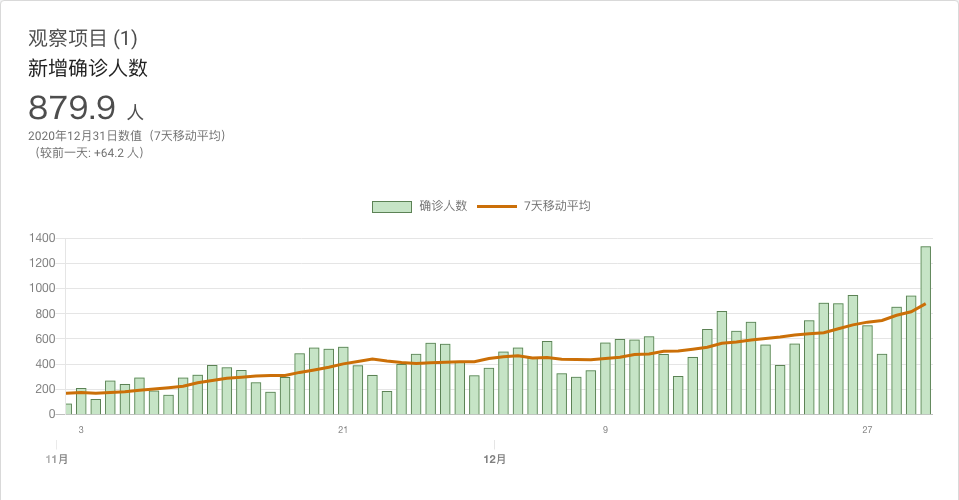 观察项目 (1)
新增确诊人数
879.9 人
2020年12月31日数值（7天移动平均）
（较前一天: +64.2 人）
确诊人数 7天移动平均
1400
1200
1000
800
600
400
200
0
3 21 9 27
11月 12月